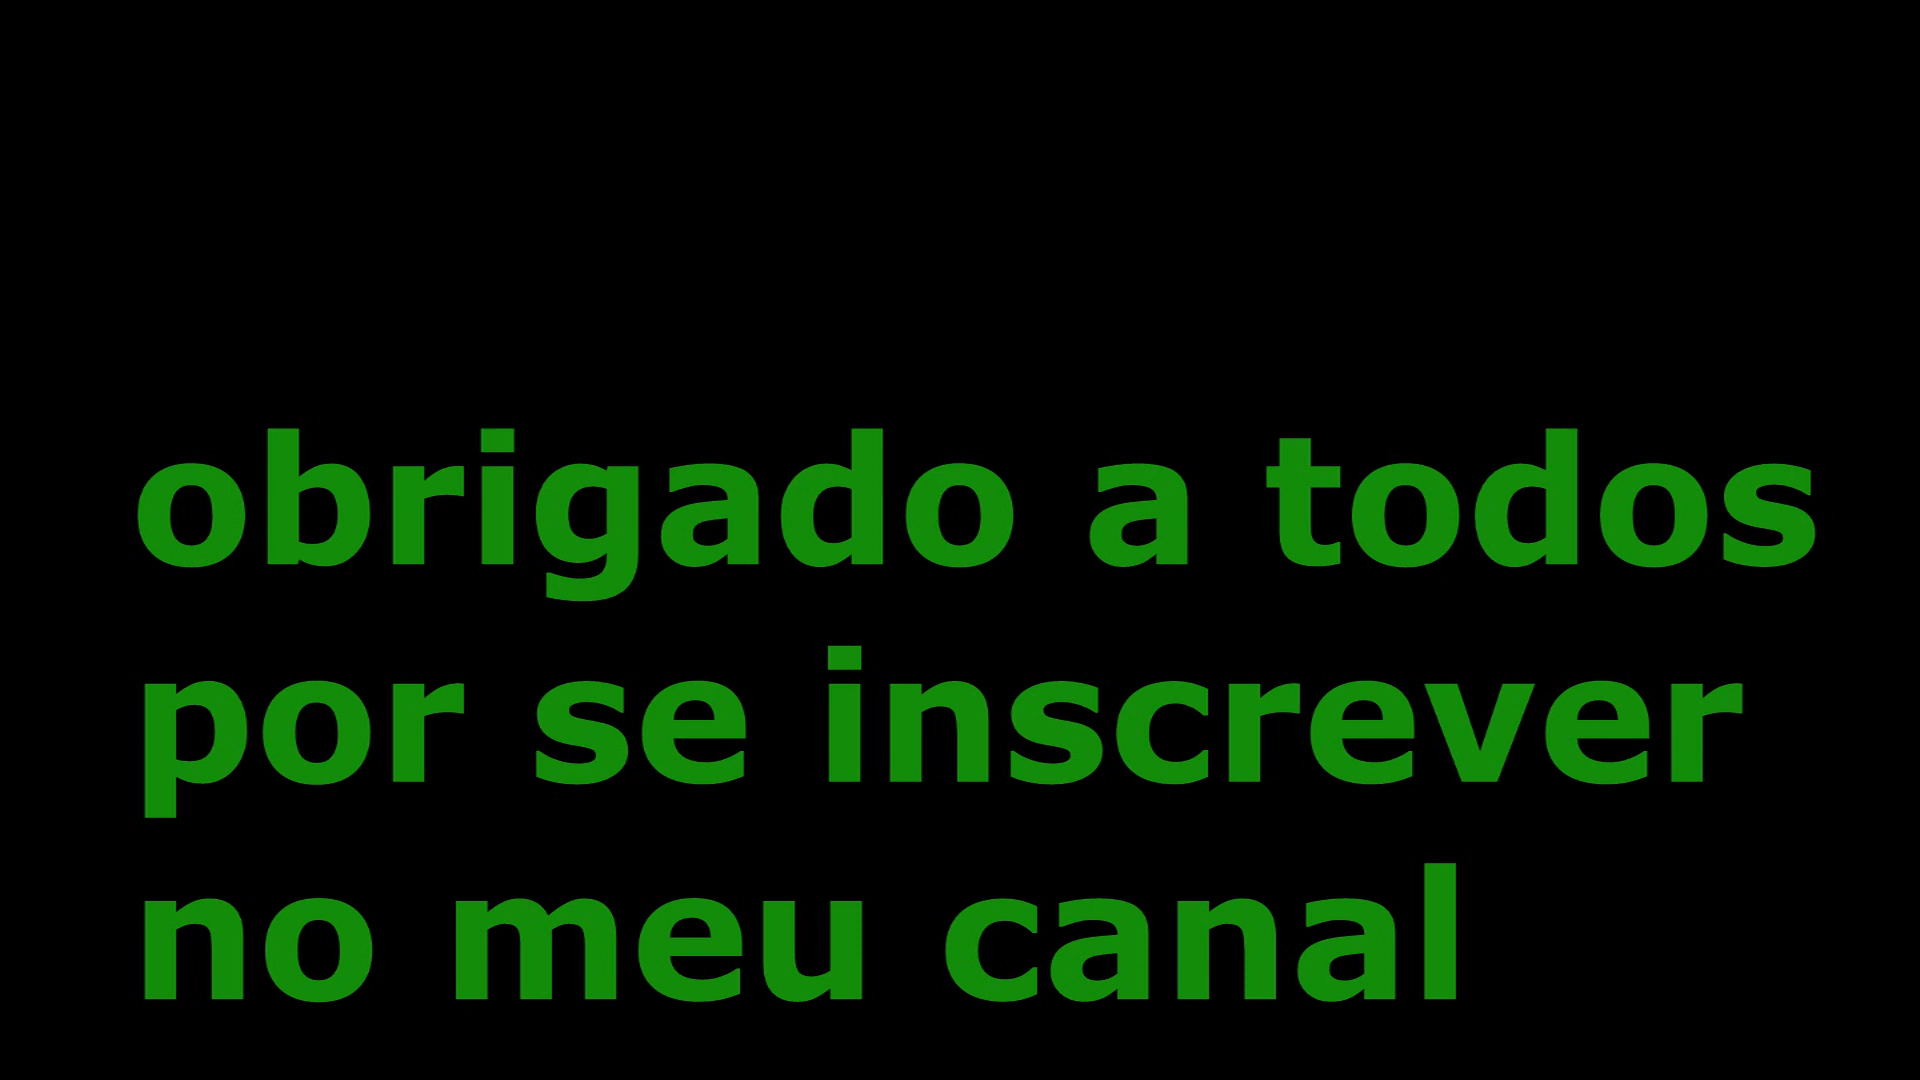 obrigado a todos
por se inscrever
no meu canal